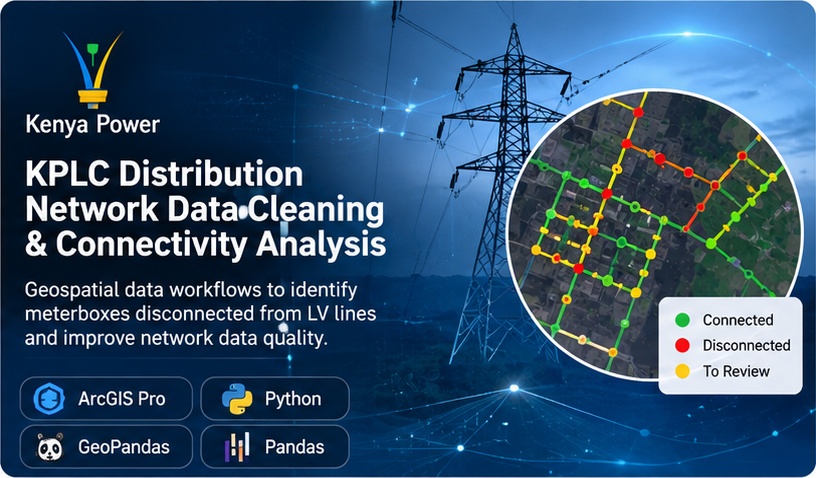 Kenya Power
KPLC Distribution
Network Data Cleaning
& Connectivity Analysis
Geospatial data workflows to identify
meterboxes disconnected from LV lines
and improve network data quality.
ArcGIS Pro
Python
GeoPandas
Pandas
Connected
Disconnected
To Review